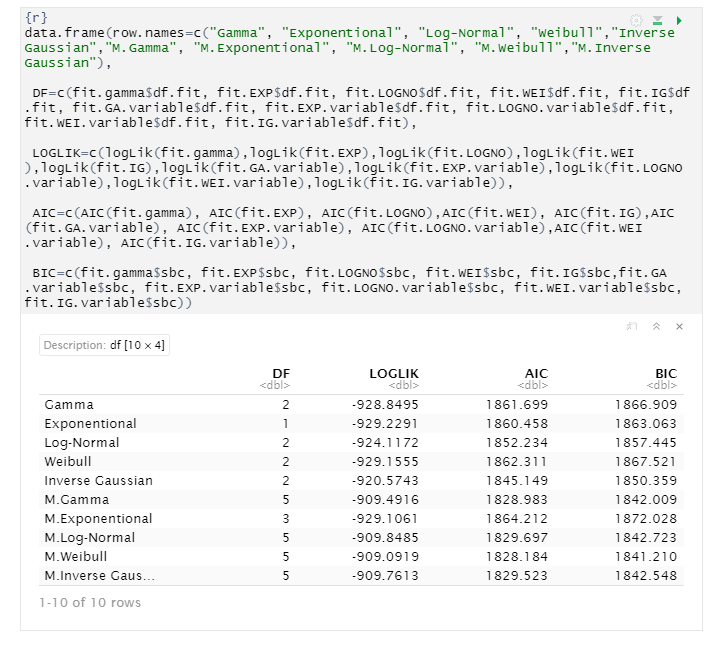 {r}
data.frame(row.names=c("Gamma", "Exponential", "Log-Normal", "Weibull","Inverse
Gaussian","M.Gamma", "M.Exponential", "M.Log-Normal", "M.Weibull","M.Inverse
Gaussian"),
DF=c(fit.gamma$df.fit, fit.EXP$df.fit, fit.LOGNO$df.fit, fit.WEI$df.fit, fit.IG$df
.fit, fit.GA.variable$df.fit, fit.EXP.variable$df.fit, fit.LOGNO.variable$df.fit,
fit.WEI.variable$df.fit, fit.IG.variable$df.fit),
LOGLIK=c(logLik(fit.gamma),logLik(fit.EXP),logLik(fit.LOGNO),logLik(fit.WEI
),logLik(fit.IG),logLik(fit.GA.variable),logLik(fit.EXP.variable),logLik(fit.LOGNO
.variable),logLik(fit.WEI.variable),logLik(fit.IG.variable)),
AIC=c(AIC(fit.gamma), AIC(fit.EXP), AIC(fit.LOGNO),AIC(fit.WEI), AIC(fit.IG),AIC
(fit.GA.variable), AIC(fit.EXP.variable), AIC(fit.LOGNO.variable),AIC(fit.WEI
.variable), AIC(fit.IG.variable)),
BIC=c(fit.gamma$sbc, fit.EXP$sbc, fit.LOGNO$sbc, fit.WEI$sbc, fit.IG$sbc,fit.GA
.variable$sbc, fit.EXP.variable$sbc, fit.LOGNO.variable$sbc, fit.WEI.variable$sbc,
fit.IG.variable$sbc))
Description: df [10 × 4]
DF LOGLIK AIC BIC
<dbl> <dbl> <dbl> <dbl>
Gamma 2 -928.8495 1861.699 1866.909
Exponential 1 -929.2291 1860.458 1863.063
Log-Normal 2 -924.1172 1852.234 1857.445
Weibull 2 -929.1555 1862.311 1867.521
Inverse Gaussian 2 -920.5743 1845.149 1850.359
M.Gamma 5 -909.4916 1828.983 1842.009
M.Exponential 3 -929.1061 1864.212 1872.028
M.Log-Normal 5 -909.8485 1829.697 1842.723
M.Weibull 5 -909.0919 1828.184 1841.210
M.Inverse Gaus... 5 -909.7613 1829.523 1842.548
1-10 of 10 rows